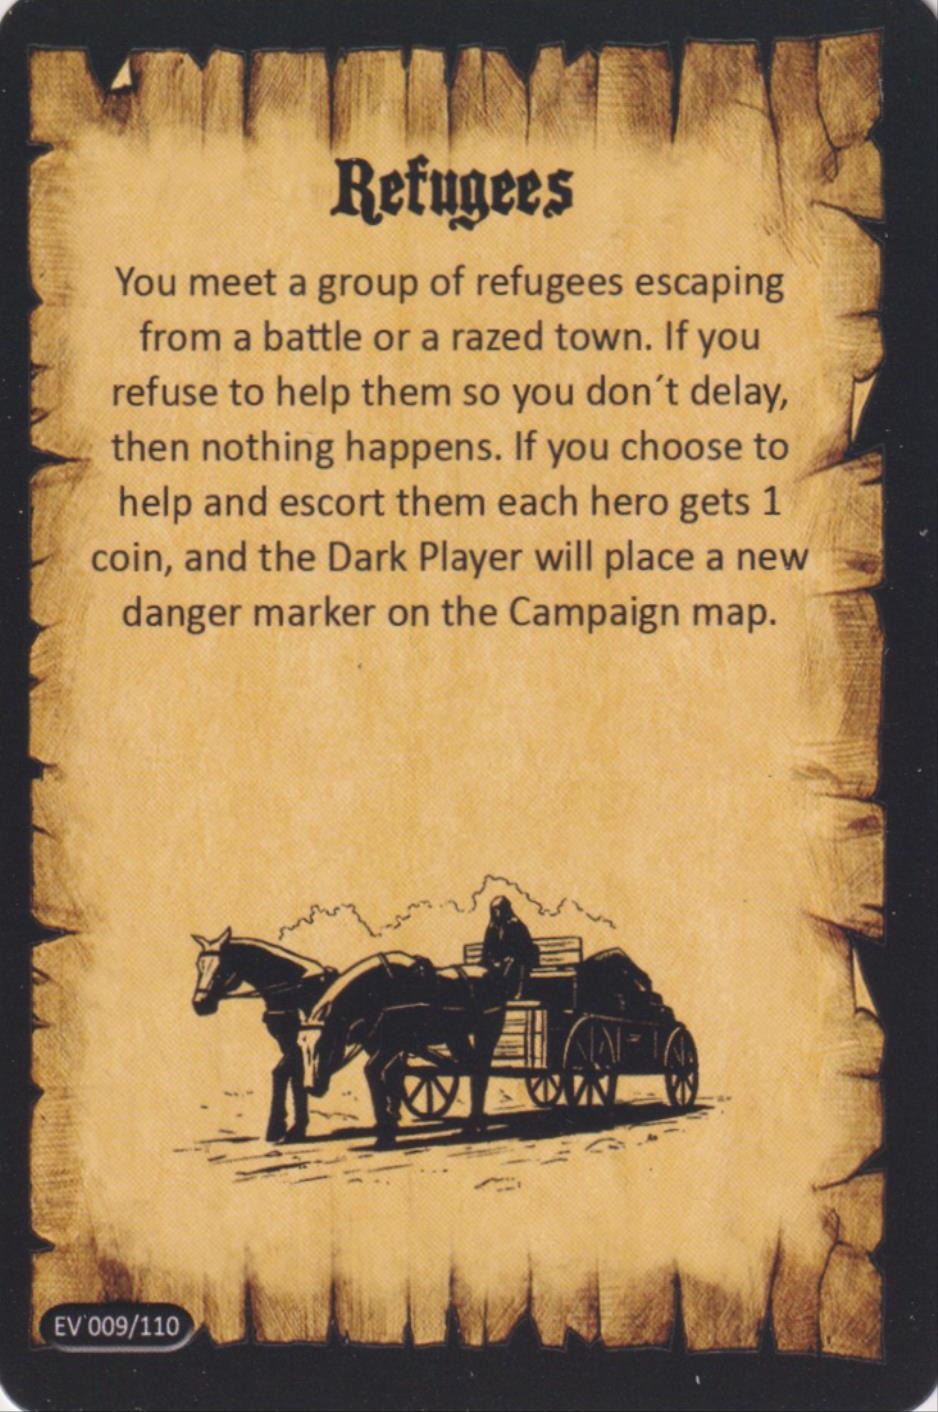 Refugees
You meet a group of refugees escaping
from a battle or a razed town. If you
refuse to help them so you don´t delay,
then nothing happens. If you choose to
help and escort them each hero gets 1
coin, and the Dark Player will place a new
danger marker on the Campaign map.
EV 009/110